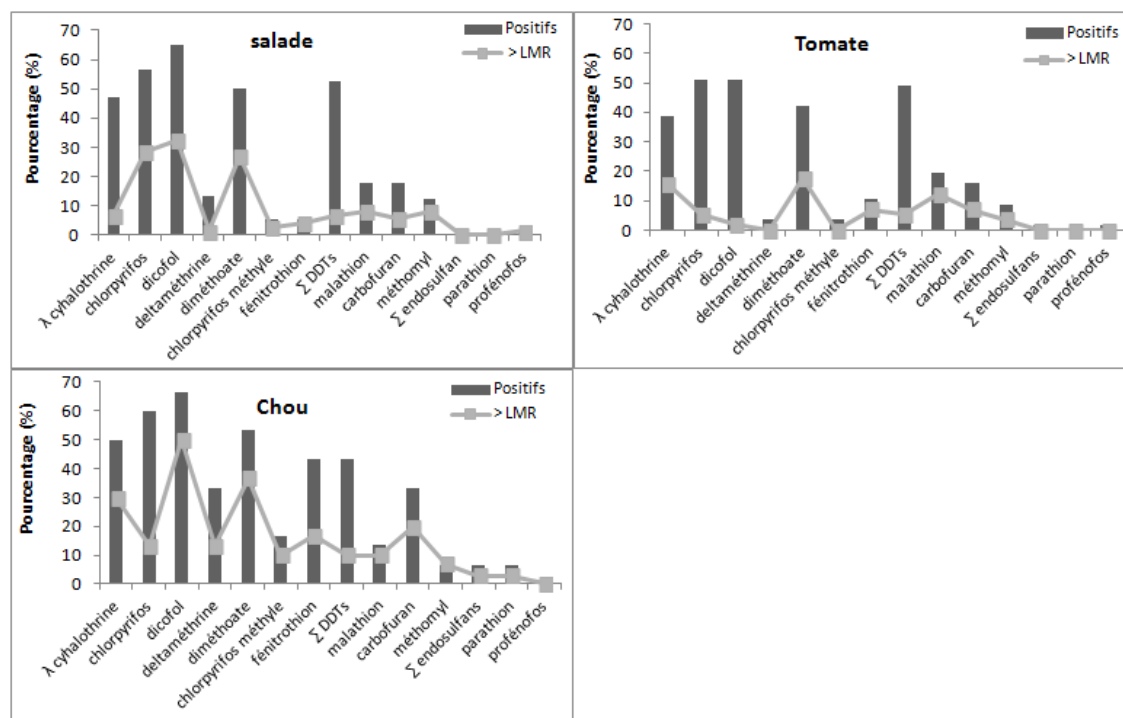 salade
Positifs
> LMR
Pourcentage (%)
70
60
50
40
30
20
10
0
λ cyhalothrine
chlorpyrifos
dicofol
deltaméthrine
diméthoate
chlorpyrifos méthyle
fénitrothion
∑ DDTs
malathion
carbofuran
méthomyl
∑ endosulfan
parathion
profénofos
Tomate
Positifs
> LMR
Pourcentage (%)
70
60
50
40
30
20
10
0
λ cyhalothrine
chlorpyrifos
dicofol
deltaméthrine
diméthoate
chlorpyrifos méthyle
fénitrothion
∑ DDTs
malathion
carbofuran
méthomyl
∑ endosulfans
parathion
profénofos
Chou
Positifs
> LMR
Pourcentage (%)
70
60
50
40
30
20
10
0
λ cyhalothrine
chlorpyrifos
dicofol
deltaméthrine
diméthoate
chlorpyrifos méthyle
fénitrothion
∑ DDTs
malathion
carbofuran
méthomyl
∑ endosulfans
parathion
profénofos